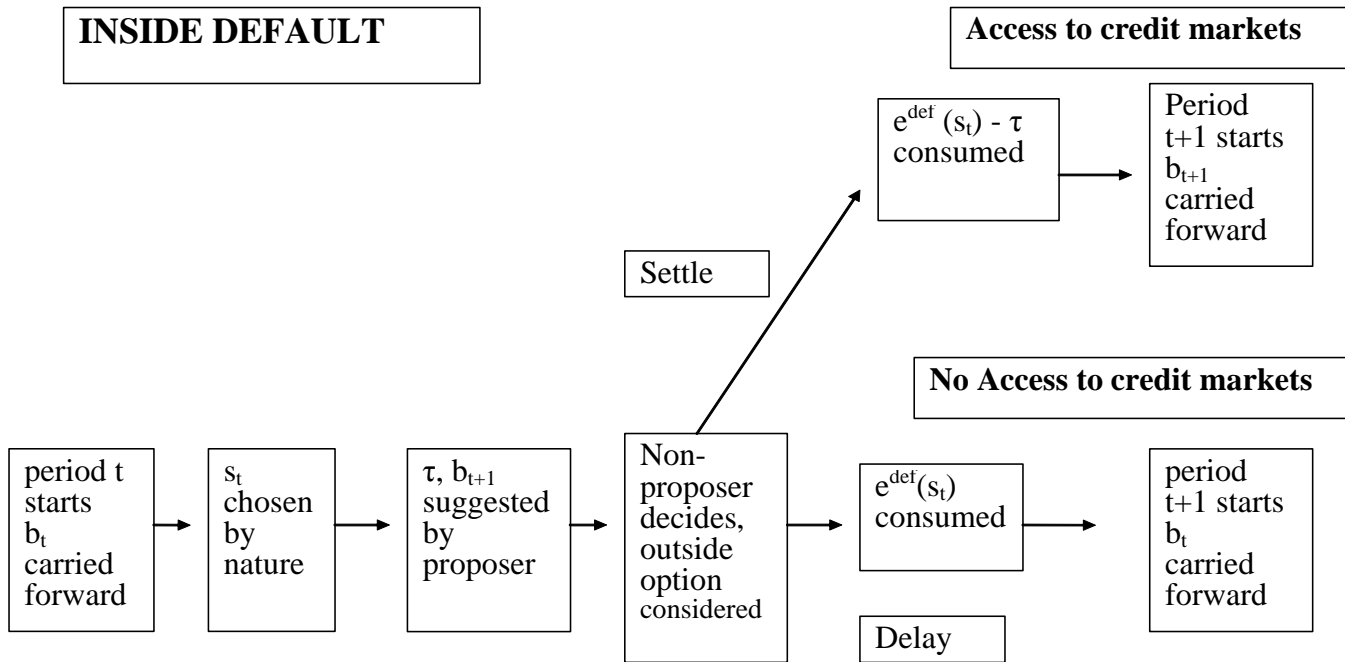 INSIDE DEFAULT
Access to credit markets
e^def (s_t) - τ
consumed
Period
t+1 starts
b_{t+1}
carried
forward
Settle
No Access to credit markets
period t
starts
b_t
carried
forward
s_t
chosen
by
nature
τ, b_{t+1}
suggested
by
proposer
Non-
proposer
decides,
outside
option
considered
e^def(s_t)
consumed
period
t+1 starts
b_t
carried
forward
Delay